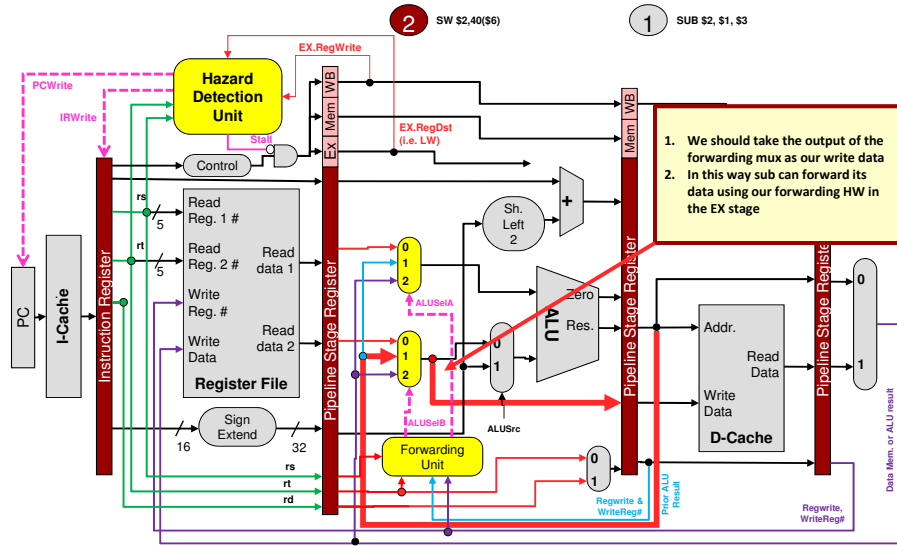 2
SW $2,40($6)
1
SUB $2, $1, $3
EX.RegWrite
PCWrite
IRWrite
Hazard
Detection
Unit
Stall
Control
WB
Mem
Ex
EX.RegDst
(i.e. LW)
WB
Mem
1. We should take the output of the
forwarding mux as our write data
2. In this way sub can forward its
data using our forwarding HW in
the EX stage
PC
I-Cache
Instruction Register
rs
5
rt
5
Read
Reg. 1 #
Read
Reg. 2 #
Write
Reg. #
Write
Data
Read
data 1
Read
data 2
Register File
16
Sign
Extend
32
Pipeline Stage Register
0
1
2
ALUSelA
0
1
2
ALUSelB
Sh.
Left
2
+
0
1
ALUSrc
ALU
Zero
Res.
Pipeline Stage Register
Addr.
Read
Data
Write
Data
D-Cache
Pipeline Stage Register
0
1
Data Mem. or ALU result
Forwarding
Unit
rs
rt
rd
0
1
Regwrite &
WriteReg#
Prior ALU
Result
Regwrite,
WriteReg#